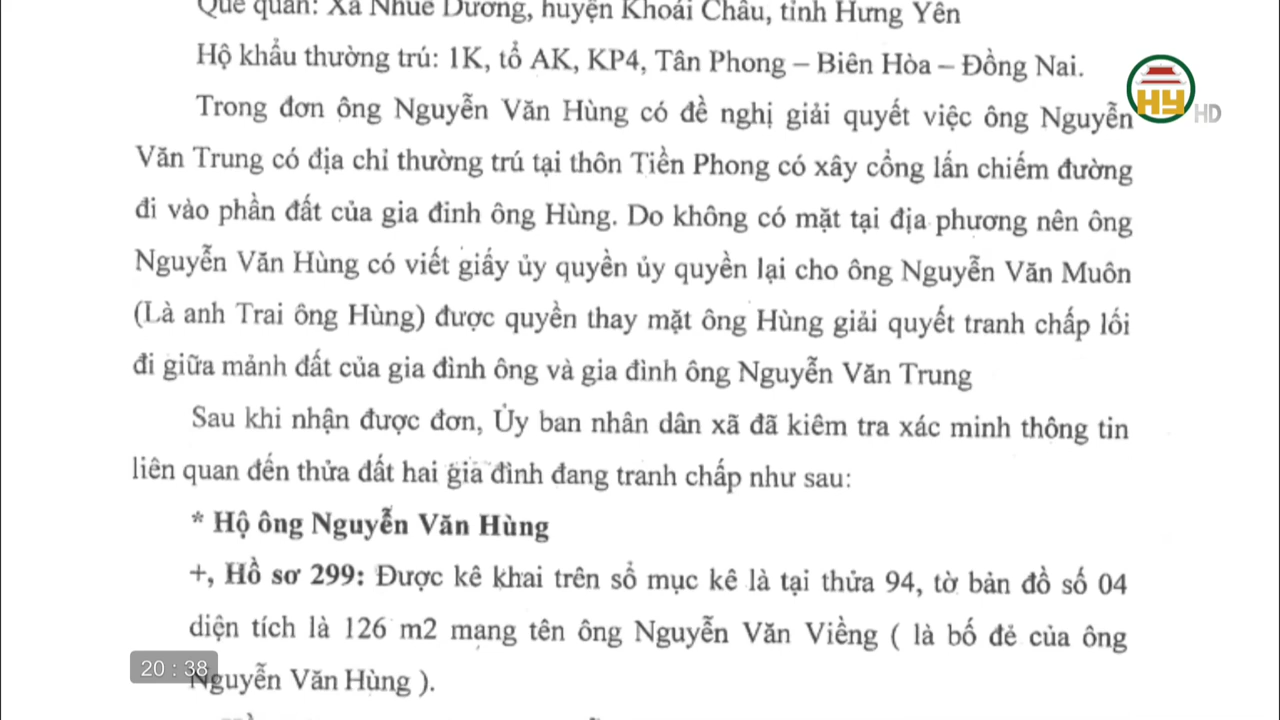 Quê quán: Xã Nhuế Dương, huyện Khoái Châu, tỉnh Hưng Yên
Hộ khẩu thường trú: 1K, tổ AK, KP4, Tân Phong – Biên Hòa – Đồng Nai.
HY HD
Trong đơn ông Nguyễn Văn Hùng có đề nghị giải quyết việc ông Nguyễn
Văn Trung có địa chỉ thường trú tại thôn Tiền Phong có xây cổng lấn chiếm đường
đi vào phần đất của gia đinh ông Hùng. Do không có mặt tại địa phương nên ông
Nguyễn Văn Hùng có viết giấy ủy quyền ủy quyền lại cho ông Nguyễn Văn Muôn
(Là anh Trai ông Hùng) được quyền thay mặt ông Hùng giải quyết tranh chấp lối
đi giữa mảnh đất của gia đình ông và gia đình ông Nguyễn Văn Trung
Sau khi nhận được đơn, Ủy ban nhân dân xã đã kiêm tra xác minh thông tin
liên quan đến thửa đất hai gia đình đang tranh chấp như sau:
* Hộ ông Nguyễn Văn Hùng
+, Hồ sơ 299: Được kê khai trên sổ mục kê là tại thửa 94, tờ bản đồ số 04
diện tích là 126 m2 mang tên ông Nguyễn Văn Viềng ( là bố đẻ của ông
Nguyễn Văn Hùng ).
20 : 38